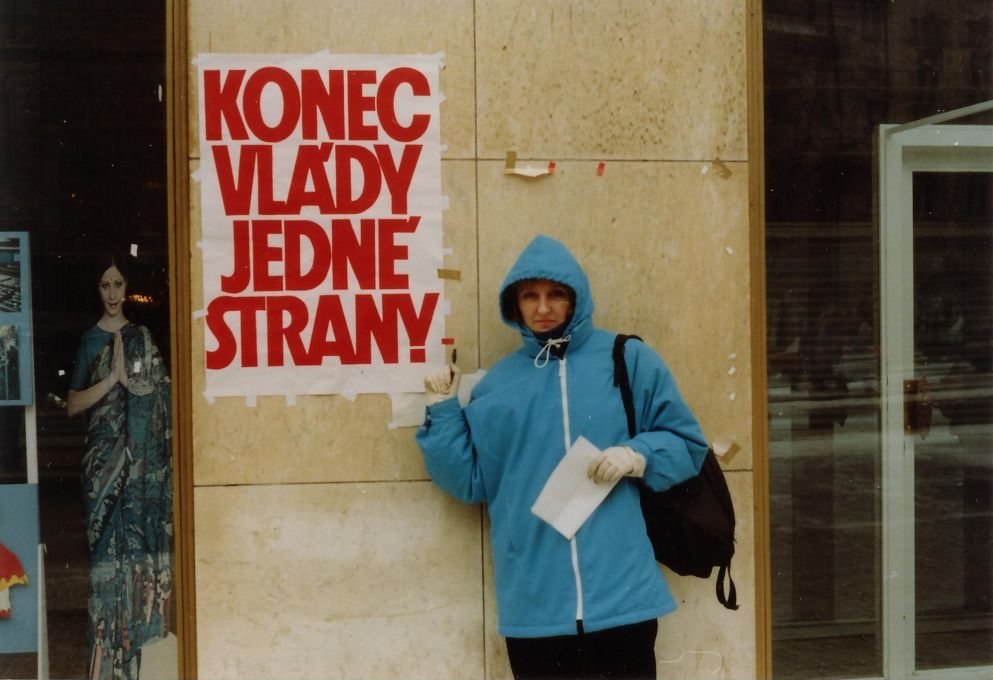 KONEC
VLÁDY
JEDNÉ
STRANY!